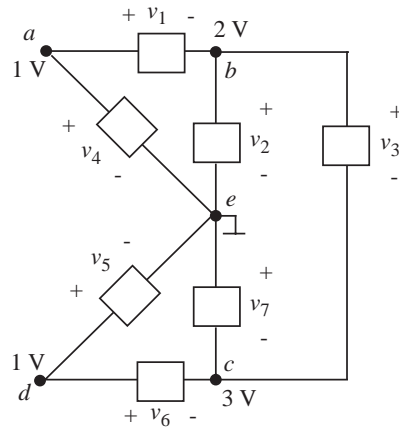 + v₁ -
a
2 V
1 V
b
+
v₄
-
+
v₂
-
+
v₃
-
e
-
v₅
+
+
v₇
-
1 V
d
c
3 V
+ v₆ -